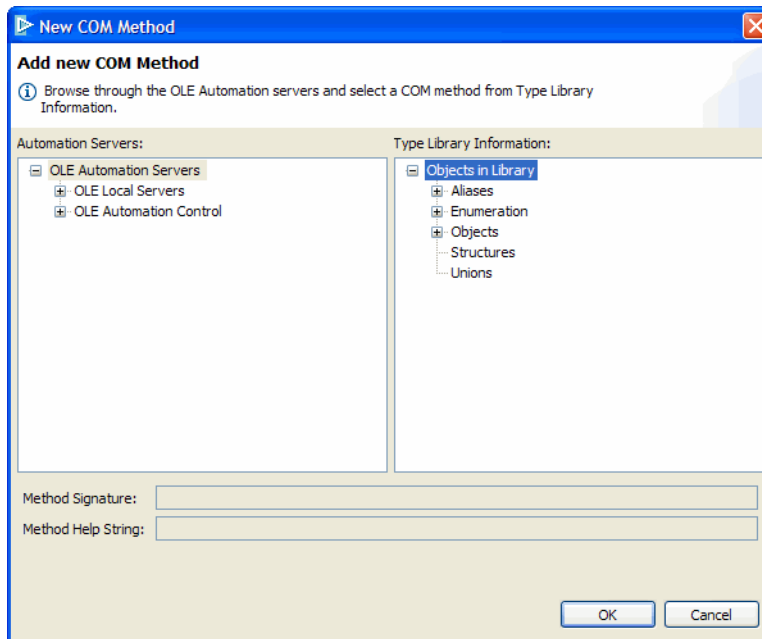 New COM Method
Add new COM Method
Browse through the OLE Automation servers and select a COM method from Type Library
Information.
Automation Servers:
OLE Automation Servers
OLE Local Servers
OLE Automation Control
Type Library Information:
Objects in Library
Aliases
Enumeration
Objects
Structures
Unions
Method Signature:
Method Help String:
OK
Cancel